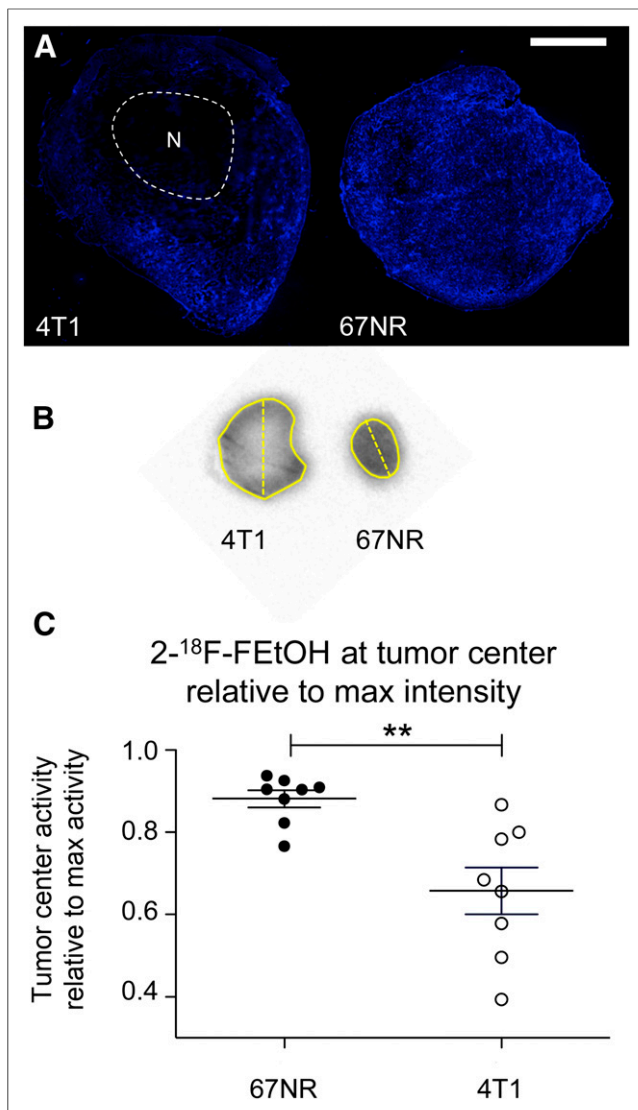 A
N
4T1 67NR
B
4T1 67NR
C
2-¹⁸F-FEtOH at tumor center
relative to max intensity
**
Tumor center activity
relative to max activity
1.0
0.8
0.6
0.4
67NR 4T1